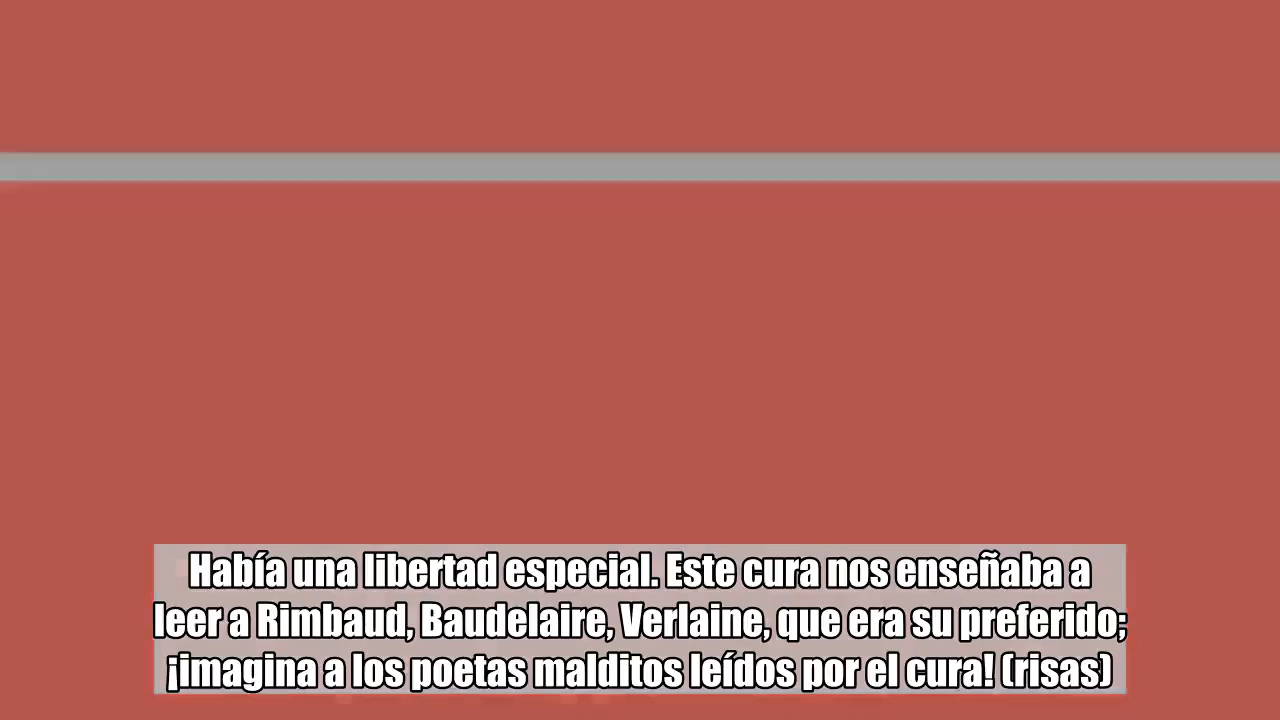 Había una libertad especial. Este cura nos enseñaba a
leer a Rimbaud, Baudelaire, Verlaine, que era su preferido;
¡imagina a los poetas malditos leídos por el cura! (risas)